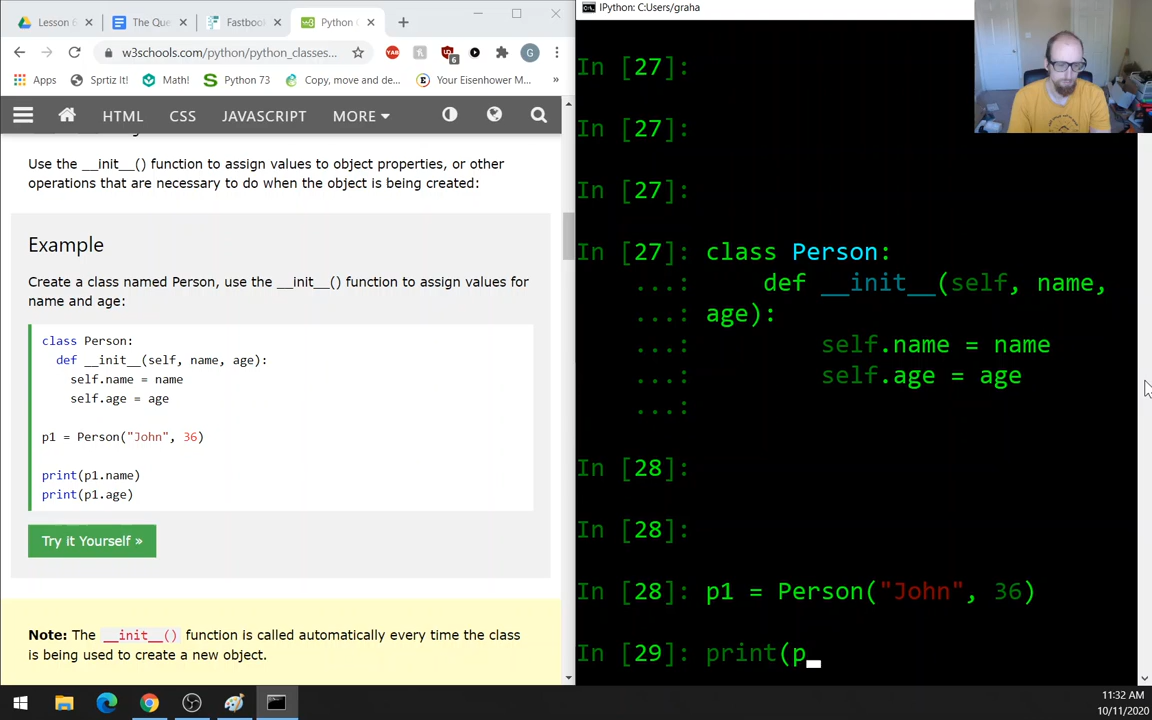 Lesson 6
The Que
Fastbook
Python C
w3schools.com/python/python_classes...
YAB
6
G
Apps
Sprtiz It!
Math!
Python 73
Copy, move and de...
Your Eisenhower M...
HTML
CSS
JAVASCRIPT
MORE
Use the __init__() function to assign values to object properties, or other
operations that are necessary to do when the object is being created:
Example
Create a class named Person, use the __init__() function to assign values for
name and age:
class Person:
def __init__(self, name, age):
self.name = name
self.age = age
p1 = Person("John", 36)
print(p1.name)
print(p1.age)
Try it Yourself »
Note: The __init__() function is called automatically every time the class
is being used to create a new object.
IPython: C:Users/graha
In [27]:
In [27]:
In [27]:
In [27]: class Person:
...: def __init__(self, name,
...: age):
...: self.name = name
...: self.age = age
...:
In [28]:
In [28]:
In [28]: p1 = Person("John", 36)
In [29]: print(p_
11:32 AM
10/11/2020